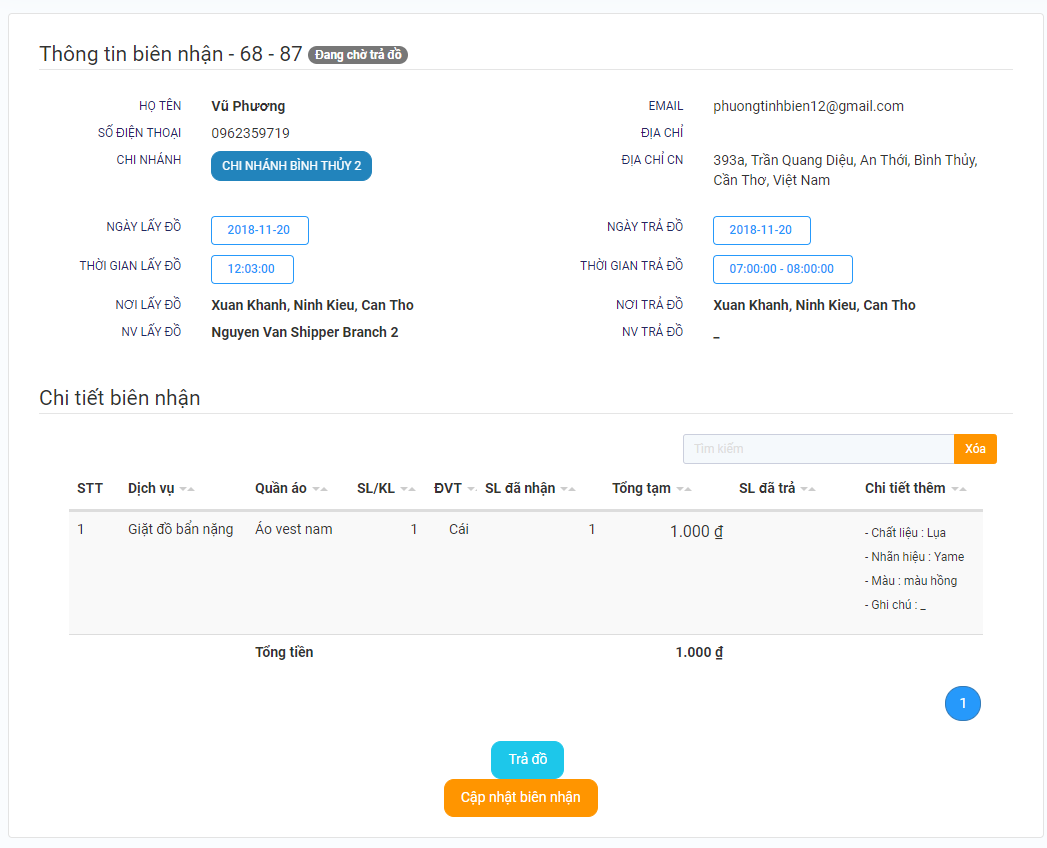 Thông tin biên nhận - 68 - 87 Đang chờ trả đồ
HỌ TÊN Vũ Phương EMAIL phuongtinhbien12@gmail.com
SỐ ĐIỆN THOẠI 0962359719 ĐỊA CHỈ
CHI NHÁNH CHI NHÁNH BÌNH THỦY 2 ĐỊA CHỈ CN 393a, Trần Quang Diệu, An Thới, Bình Thủy,
Cần Thơ, Việt Nam
NGÀY LẤY ĐỒ 2018-11-20 NGÀY TRẢ ĐỒ 2018-11-20
THỜI GIAN LẤY ĐỒ 12:03:00 THỜI GIAN TRẢ ĐỒ 07:00:00 - 08:00:00
NƠI LẤY ĐỒ Xuan Khanh, Ninh Kieu, Can Tho NƠI TRẢ ĐỒ Xuan Khanh, Ninh Kieu, Can Tho
NV LẤY ĐỒ Nguyen Van Shipper Branch 2 NV TRẢ ĐỒ _
Chi tiết biên nhận
Tìm kiếm Xóa
STT Dịch vụ Quần áo SL/KL ĐVT SL đã nhận Tổng tạm SL đã trả Chi tiết thêm
1 Giặt đồ bẩn nặng Áo vest nam 1 Cái 1 1.000 ₫ - Chất liệu : Lụa
- Nhãn hiệu : Yame
- Màu : màu hồng
- Ghi chú : _
Tổng tiền 1.000 ₫
1
Trả đồ
Cập nhật biên nhận